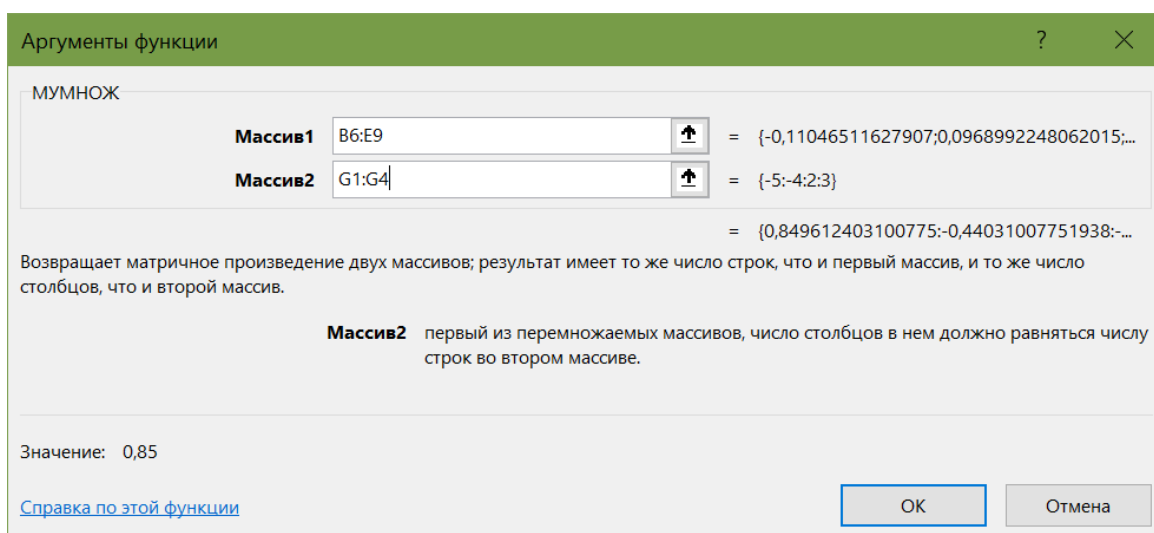 Аргументы функции ? ×
МУМНОЖ
Массив1 B6:E9 = {-0,11046511627907;0,0968992248062015;...
Массив2 G1:G4 = {-5:-4:2:3}
= {0,849612403100775:-0,44031007751938:-...
Возвращает матричное произведение двух массивов; результат имеет то же число строк, что и первый массив, и то же число
столбцов, что и второй массив.
Массив2 первый из перемножаемых массивов, число столбцов в нем должно равняться числу
строк во втором массиве.
Значение: 0,85
Справка по этой функции
ОК Отмена